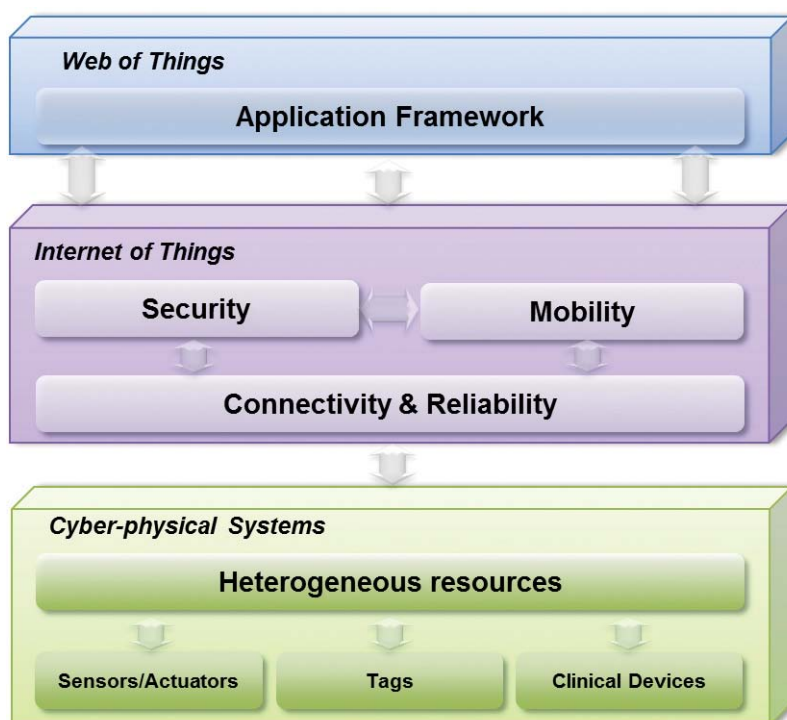 Web of Things
Application Framework
Internet of Things
Security
Mobility
Connectivity & Reliability
Cyber-physical Systems
Heterogeneous resources
Sensors/Actuators
Tags
Clinical Devices